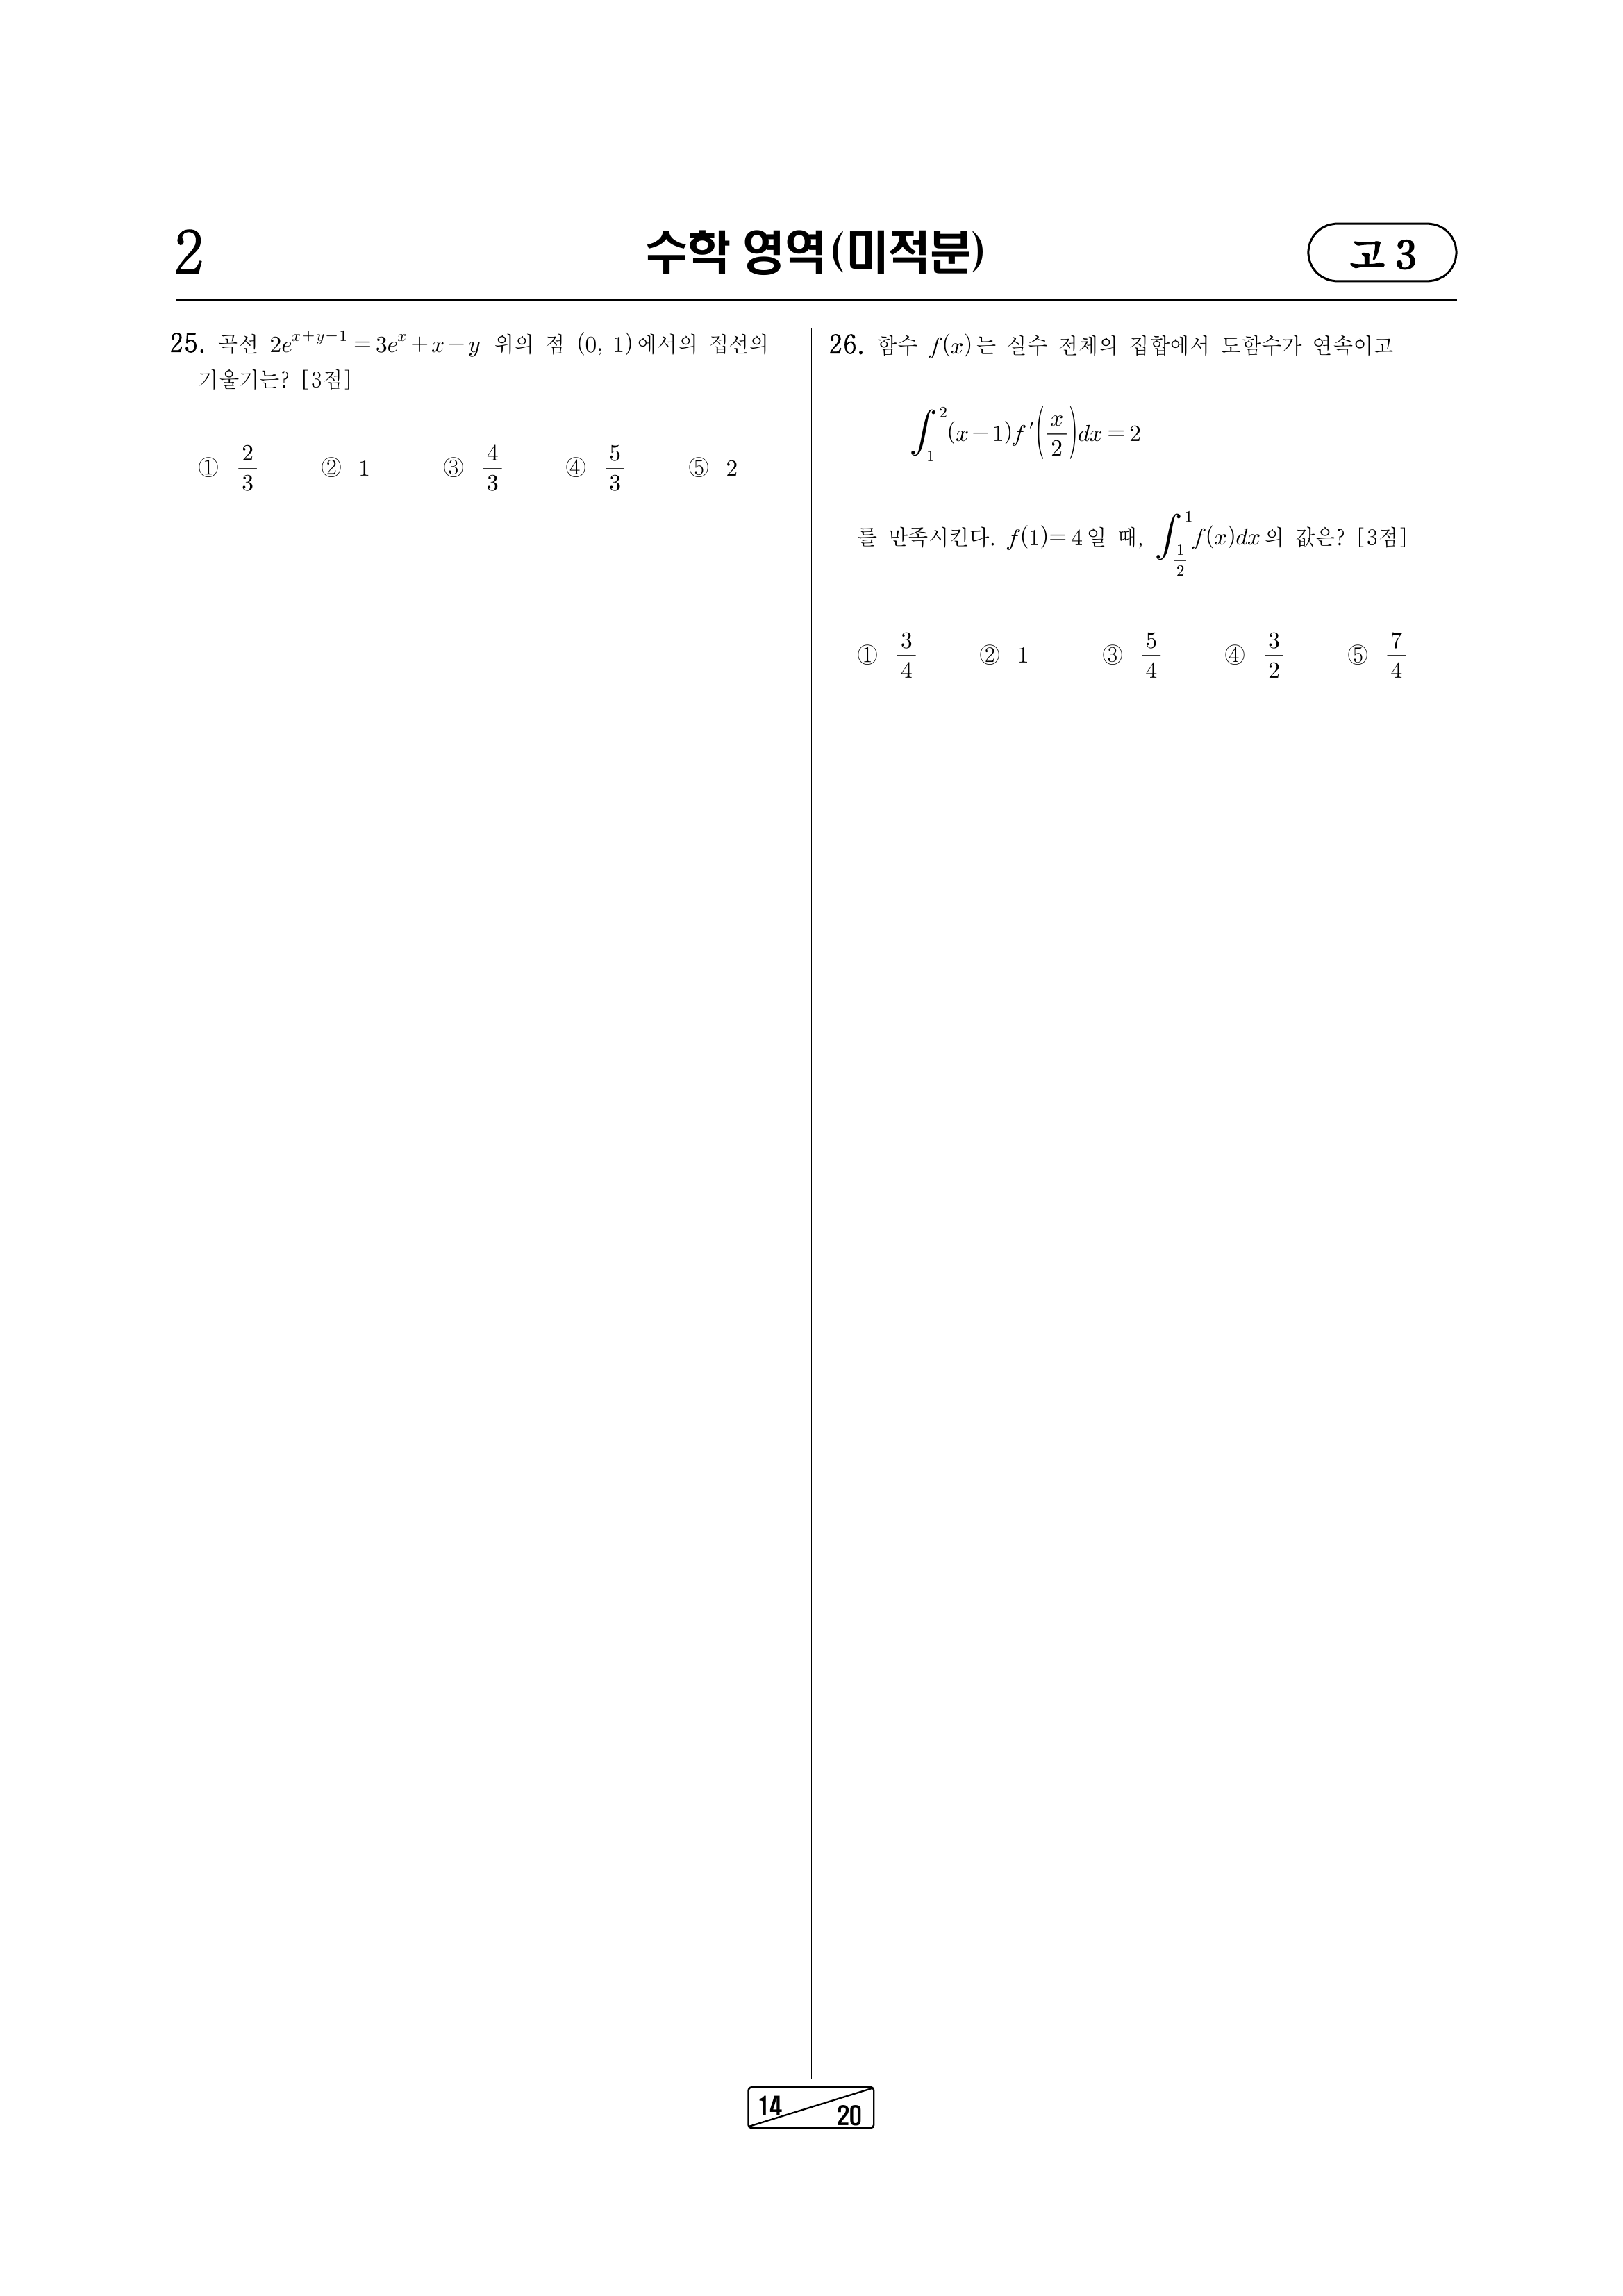 2
수학 영역(미적분)
고 3
25. 곡선 $2e^{x+y-1}=3e^x+x-y$ 위의 점 (0, 1)에서의 접선의
기울기는? [3점]
① $\frac{2}{3}$ ② 1 ③ $\frac{4}{3}$ ④ $\frac{5}{3}$ ⑤ 2
26. 함수 $f(x)$는 실수 전체의 집합에서 도함수가 연속이고
$\int_{1}^{2}(x-1)f'\left(\frac{x}{2}\right)dx=2$
를 만족시킨다. $f(1)=4$일 때, $\int_{\frac{1}{2}}^{1}f(x)dx$의 값은? [3점]
① $\frac{3}{4}$ ② 1 ③ $\frac{5}{4}$ ④ $\frac{3}{2}$ ⑤ $\frac{7}{4}$
14
20